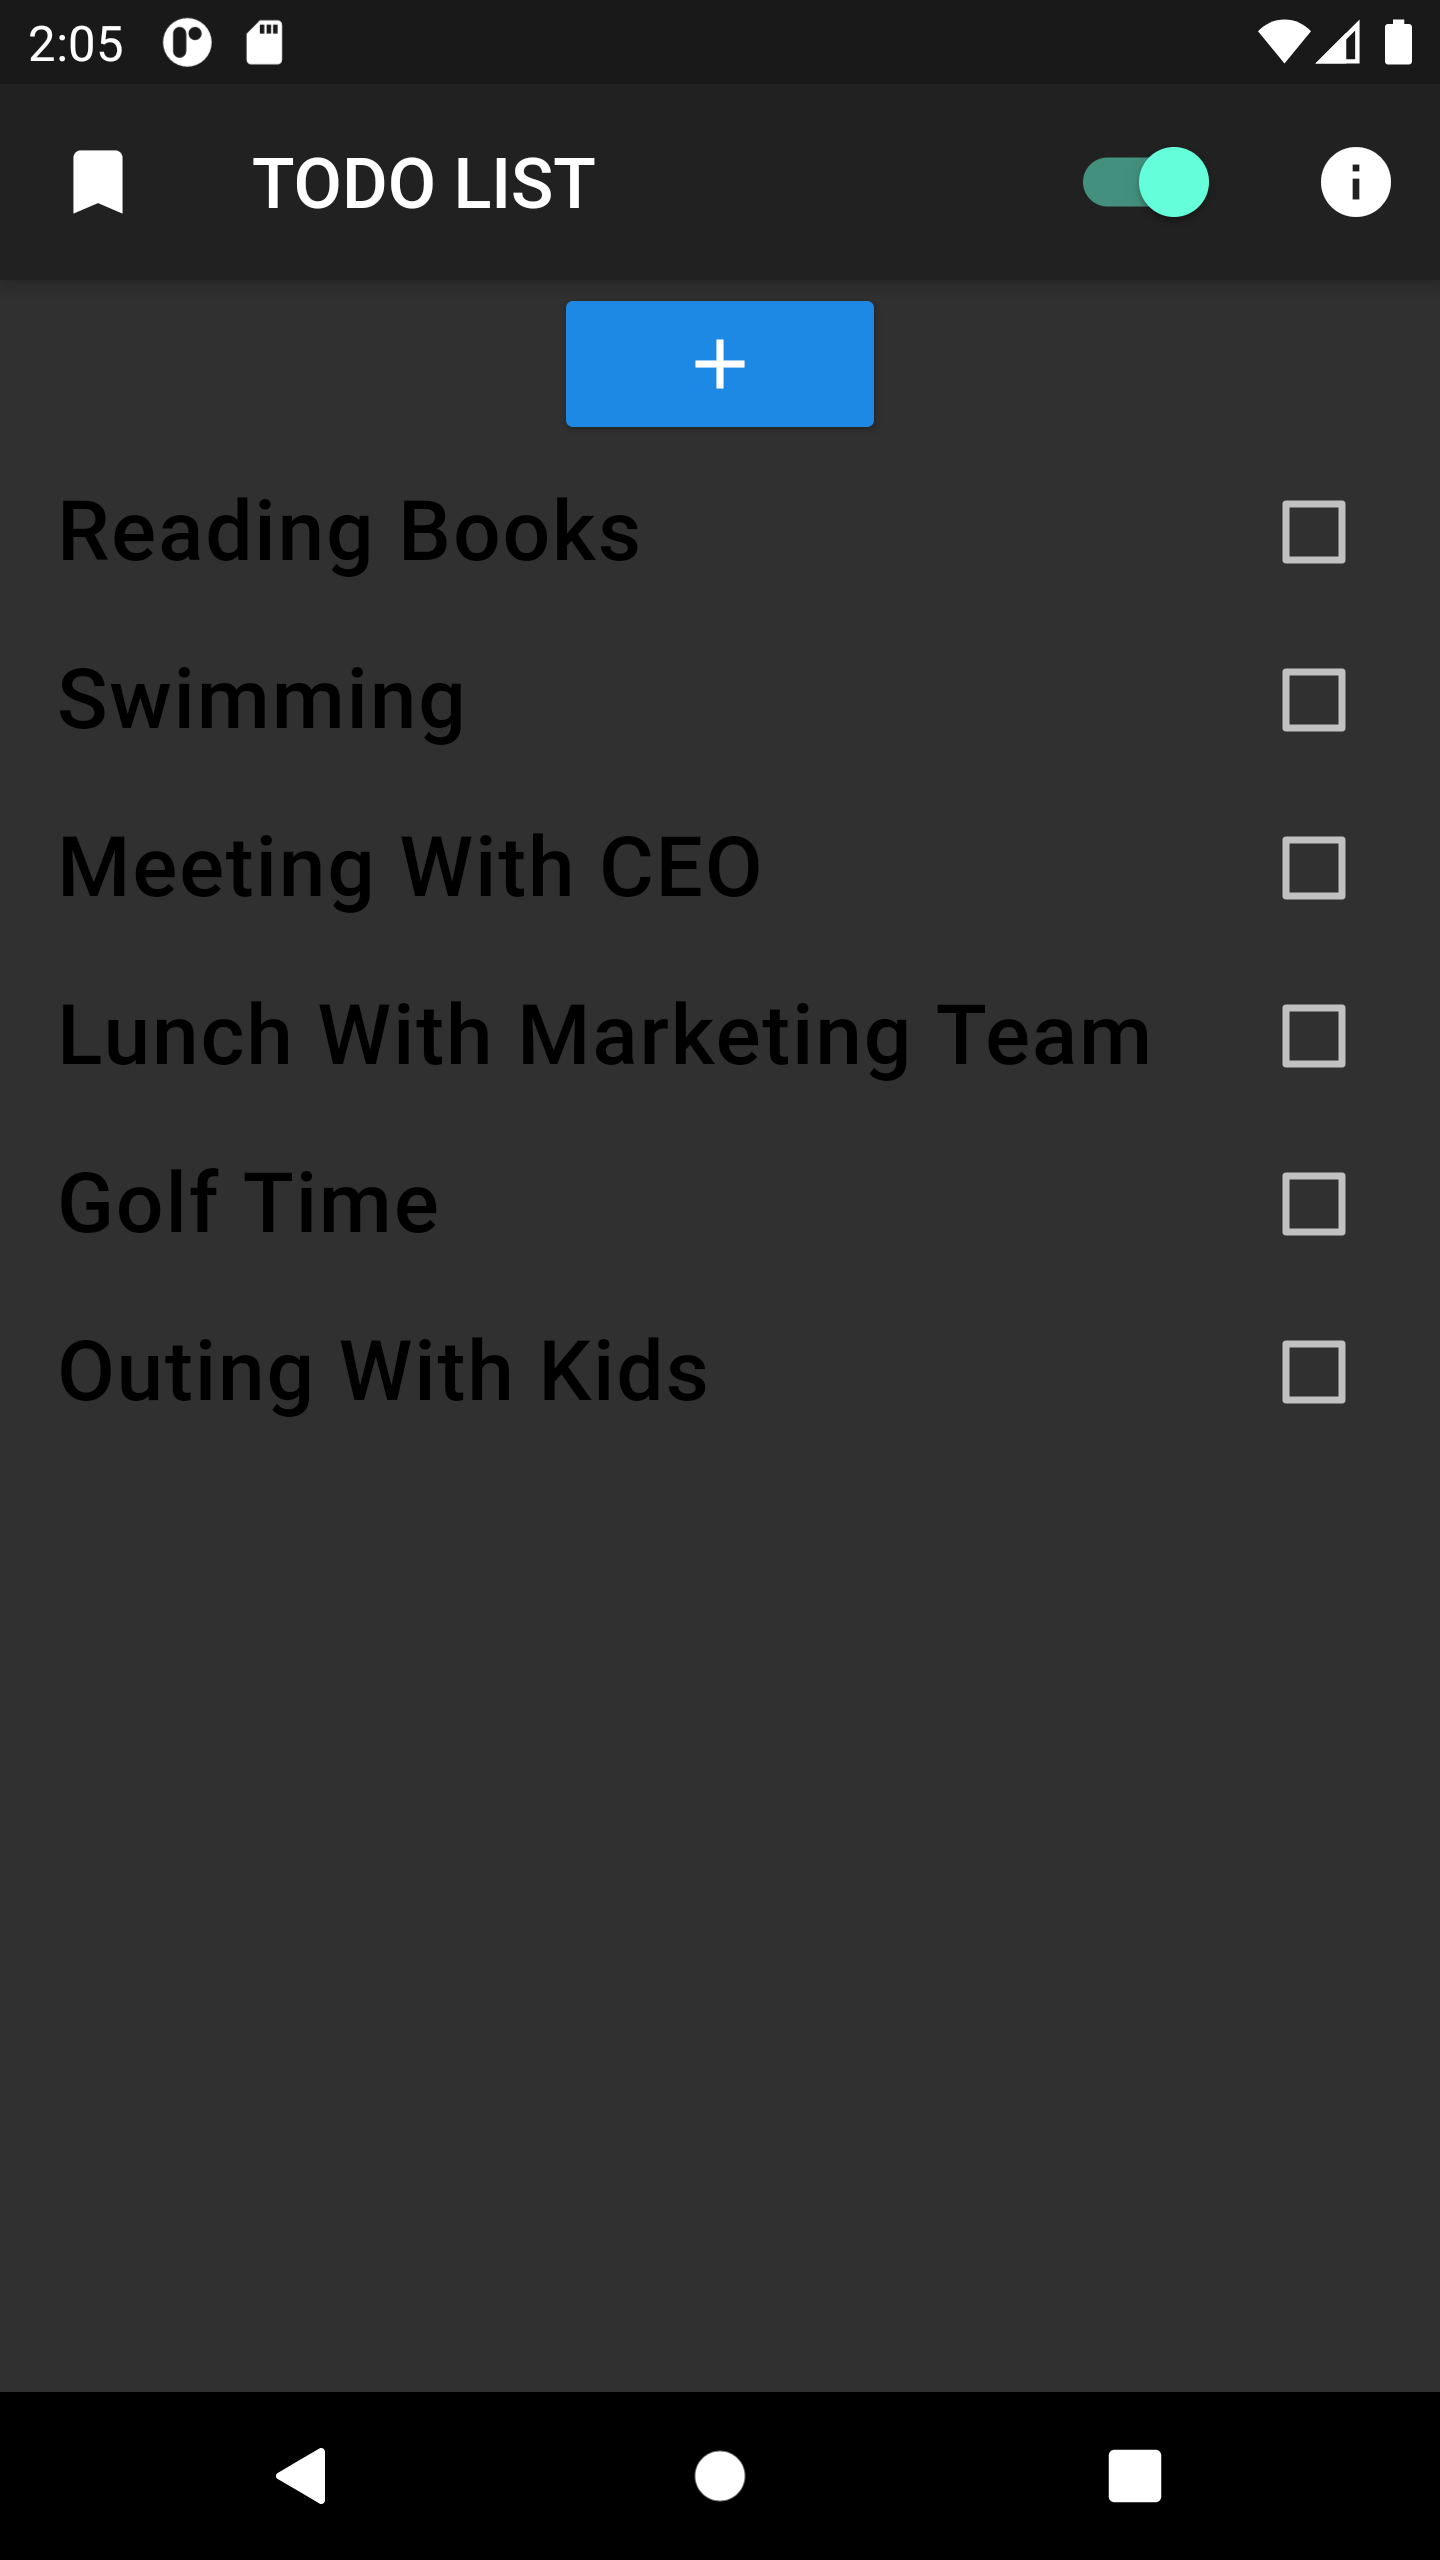 2:05
TODO LIST
Reading Books
Swimming
Meeting With CEO
Lunch With Marketing Team
Golf Time
Outing With Kids